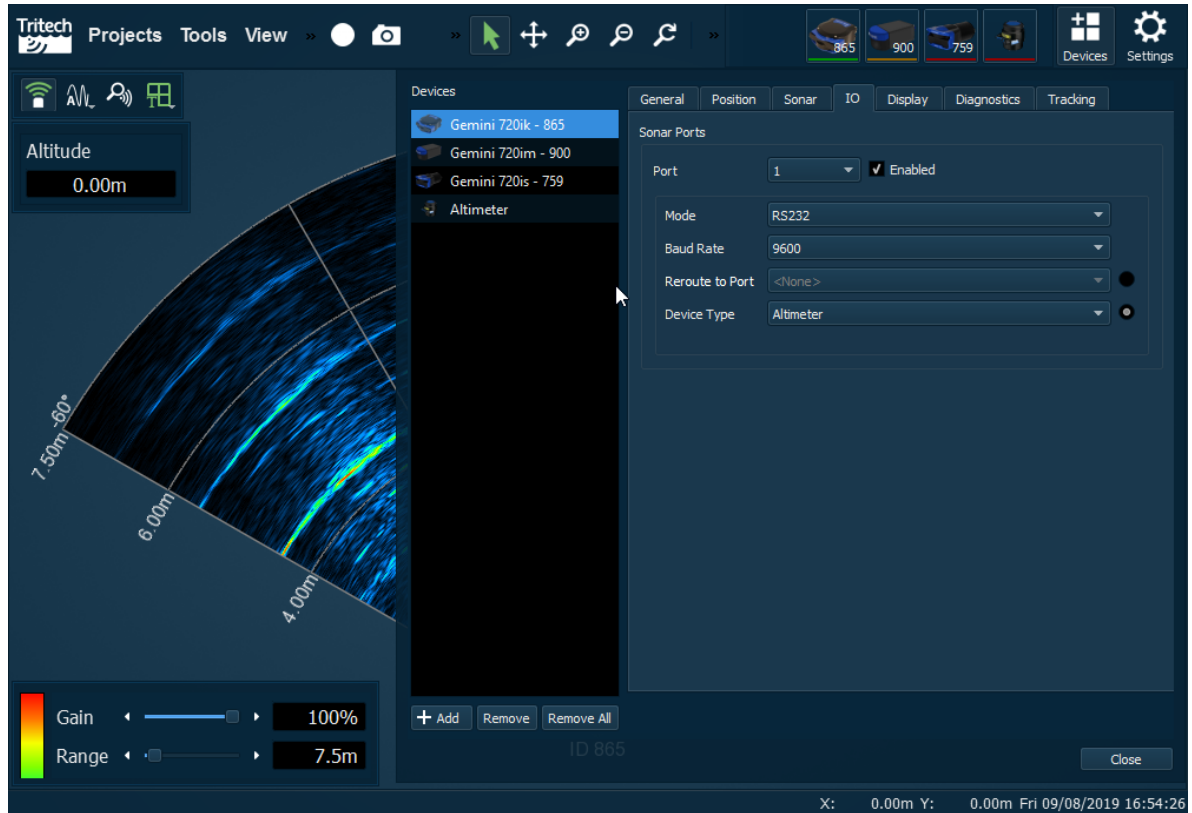 Tritech
Projects Tools View » »
»
865 900 759
Devices
Settings
Altitude
0.00m
-60°
7.50m
6.00m
4.00m
Gain 100%
Range 7.5m
Devices
Gemini 720ik - 865
Gemini 720im - 900
Gemini 720is - 759
Altimeter
+ Add Remove Remove All
ID 865
General Position Sonar IO Display Diagnostics Tracking
Sonar Ports
Port 1 Enabled
Mode RS232
Baud Rate 9600
Reroute to Port <None>
Device Type Altimeter
Close
X: 0.00m Y: 0.00m Fri 09/08/2019 16:54:26